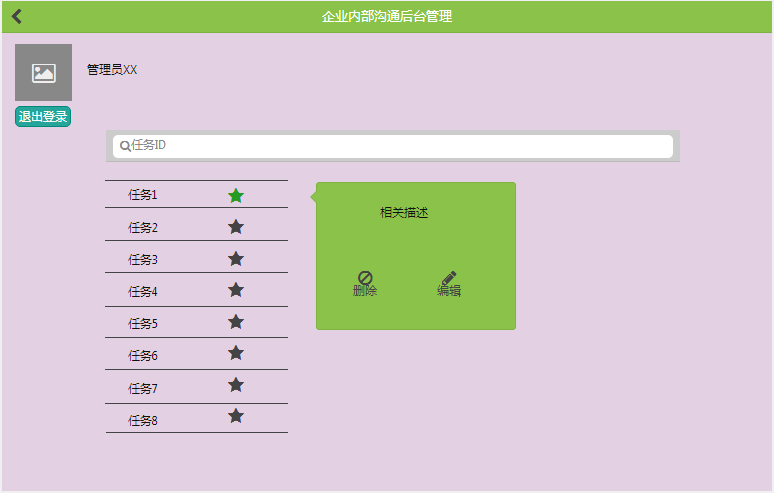 企业内部沟通后台管理
管理员XX
退出登录
任务ID
任务1
相关描述
任务2
任务3
删除 编辑
任务4
任务5
任务6
任务7
任务8